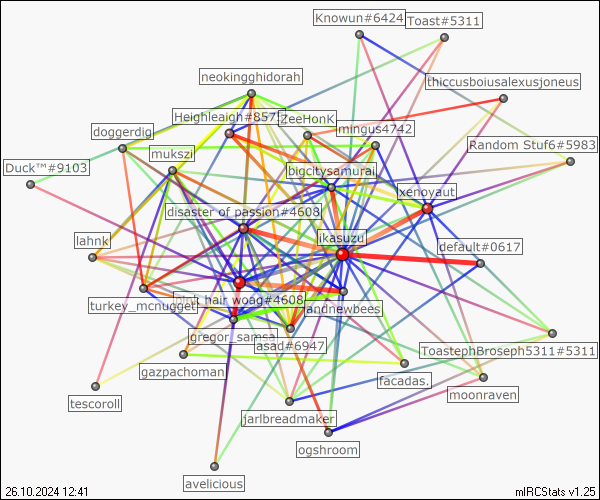 Knowun#6424
Toast#5311
neokingghidorah
thiccusboiusalexusjoneus
Heighleaigh#857
ZeeHonK
mingus4742
doggerdig
Random Stuf6#5983
mukszi
Duck™#9103
bigcitysamurai
xenoyaut
disaster of passion#4608
ikasuzu
lahnk
default#0617
pink hair woag#4608
turkey_mcnugget
andnewbees
gregor_samsa
asad#6947
ToastephBroseph5311#5311
gazpachoman
facadas.
moonraven
tescoroll
jarlbreadmaker
ogshroom
avelicious
26.10.2024 12:41
mIRCStats v1.25